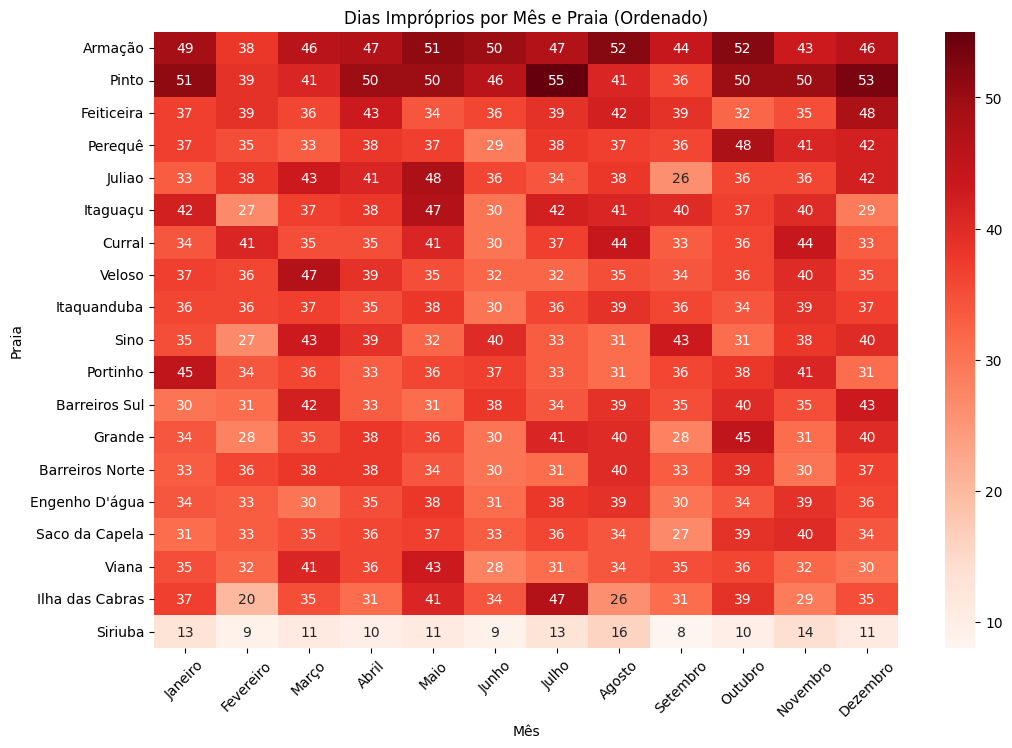 Dias Impróprios por Mês e Praia (Ordenado)
Armação 49 38 46 47 51 50 47 52 44 52 43 46
Pinto 51 39 41 50 50 46 55 41 36 50 50 53
Feiticeira 37 39 36 43 34 36 39 42 39 32 35 48
Perequê 37 35 33 38 37 29 38 37 36 48 41 42
Juliao 33 38 43 41 48 36 34 38 26 36 36 42
Itaguaçu 42 27 37 38 47 30 42 41 40 37 40 29
Curral 34 41 35 35 41 30 37 44 33 36 44 33
Veloso 37 36 47 39 35 32 32 35 34 36 40 35
Itaquanduba 36 36 37 35 38 30 36 39 36 34 39 37
Sino 35 27 43 39 32 40 33 31 43 31 38 40
Portinho 45 34 36 33 36 37 33 31 36 38 41 31
Barreiros Sul 30 31 42 33 31 38 34 39 35 40 35 43
Grande 34 28 35 38 36 30 41 40 28 45 31 40
Barreiros Norte 33 36 38 38 34 30 31 40 33 39 30 37
Engenho D'água 34 33 30 35 38 31 38 39 30 34 39 36
Saco da Capela 31 33 35 36 37 33 36 34 27 39 40 34
Viana 35 32 41 36 43 28 31 34 35 36 32 30
Ilha das Cabras 37 20 35 31 41 34 47 26 31 39 29 35
Siriuba 13 9 11 10 11 9 13 16 8 10 14 11
Janeiro Fevereiro Março Abril Maio Junho Julho Agosto Setembro Outubro Novembro Dezembro
Mês
Praia
50
40
30
20
10